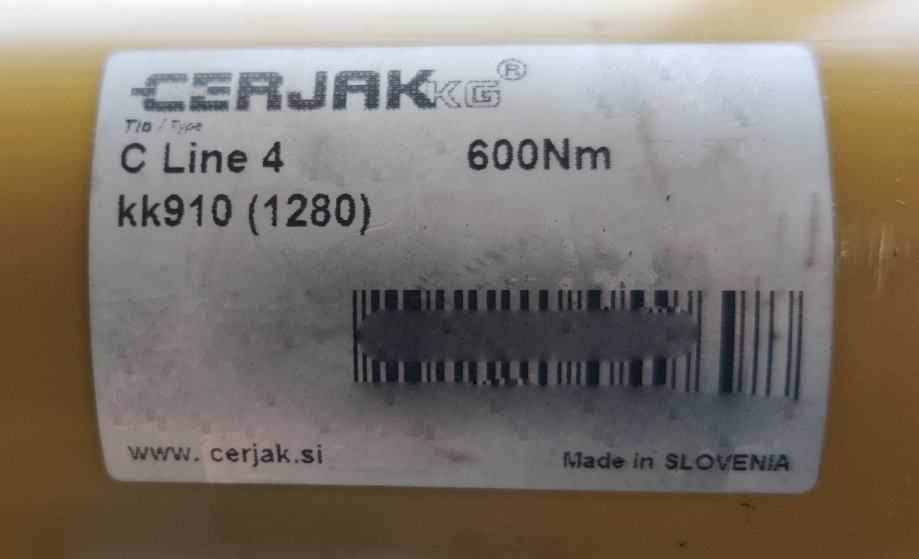 CERJAK KG®
Tip / Type
C Line 4 600Nm
kk910 (1280)
www. cerjak.si Made in SLOVENIA